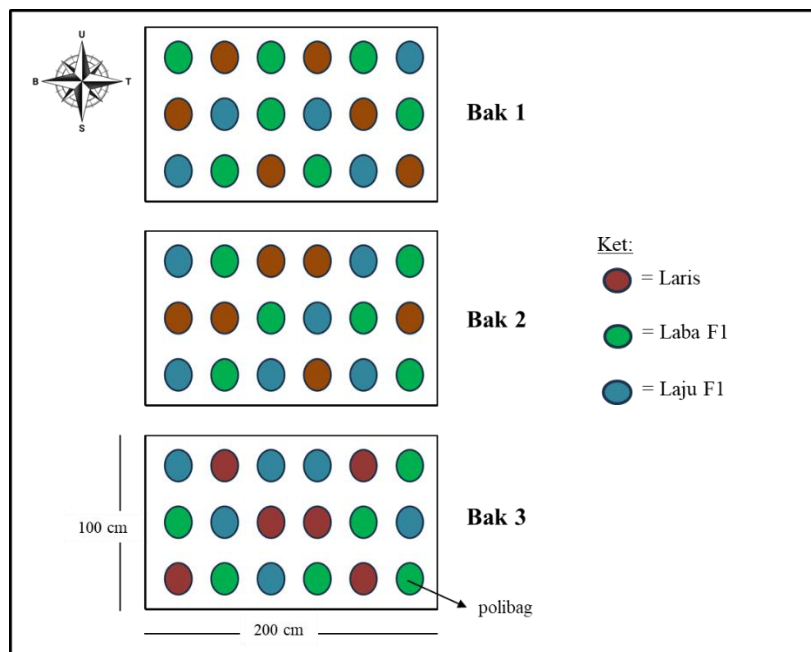 U
B T
S
Bak 1
Ket:
= Laris
Bak 2
= Laba F1
= Laju F1
Bak 3
100 cm
polibag
200 cm